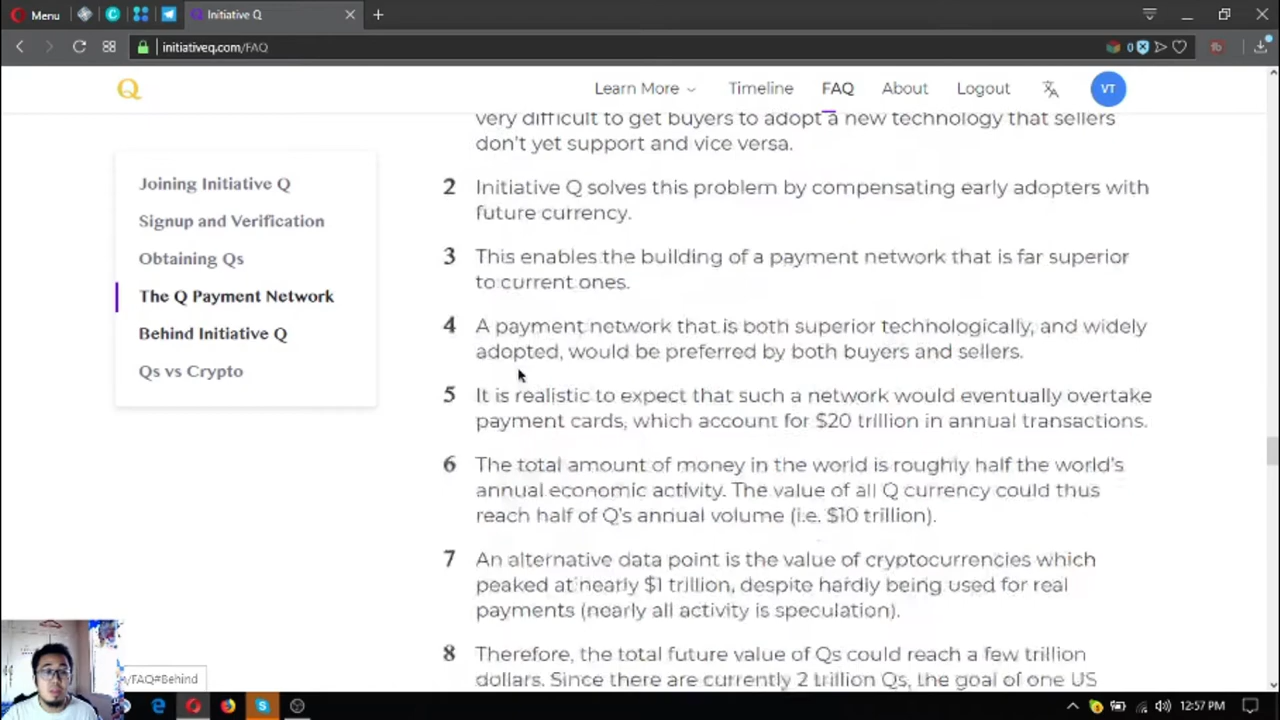 Menu
Initiative Q
initiativeq.com/FAQ
0
Q
Learn More
Timeline
FAQ
About
Logout
VT
Joining Initiative Q
Signup and Verification
Obtaining Qs
The Q Payment Network
Behind Initiative Q
Qs vs Crypto
very difficult to get buyers to adopt a new technology that sellers
don't yet support and vice versa.
2 Initiative Q solves this problem by compensating early adopters with
future currency.
3 This enables the building of a payment network that is far superior
to current ones.
4 A payment network that is both superior technologically, and widely
adopted, would be preferred by both buyers and sellers.
5 It is realistic to expect that such a network would eventually overtake
payment cards, which account for $20 trillion in annual transactions.
6 The total amount of money in the world is roughly half the world's
annual economic activity. The value of all Q currency could thus
reach half of Q's annual volume (i.e. $10 trillion).
7 An alternative data point is the value of cryptocurrencies which
peaked at nearly $1 trillion, despite hardly being used for real
payments (nearly all activity is speculation).
8 Therefore, the total future value of Qs could reach a few trillion
dollars. Since there are currently 2 trillion Qs, the goal of one US
/FAQ#Behind
12:57 PM